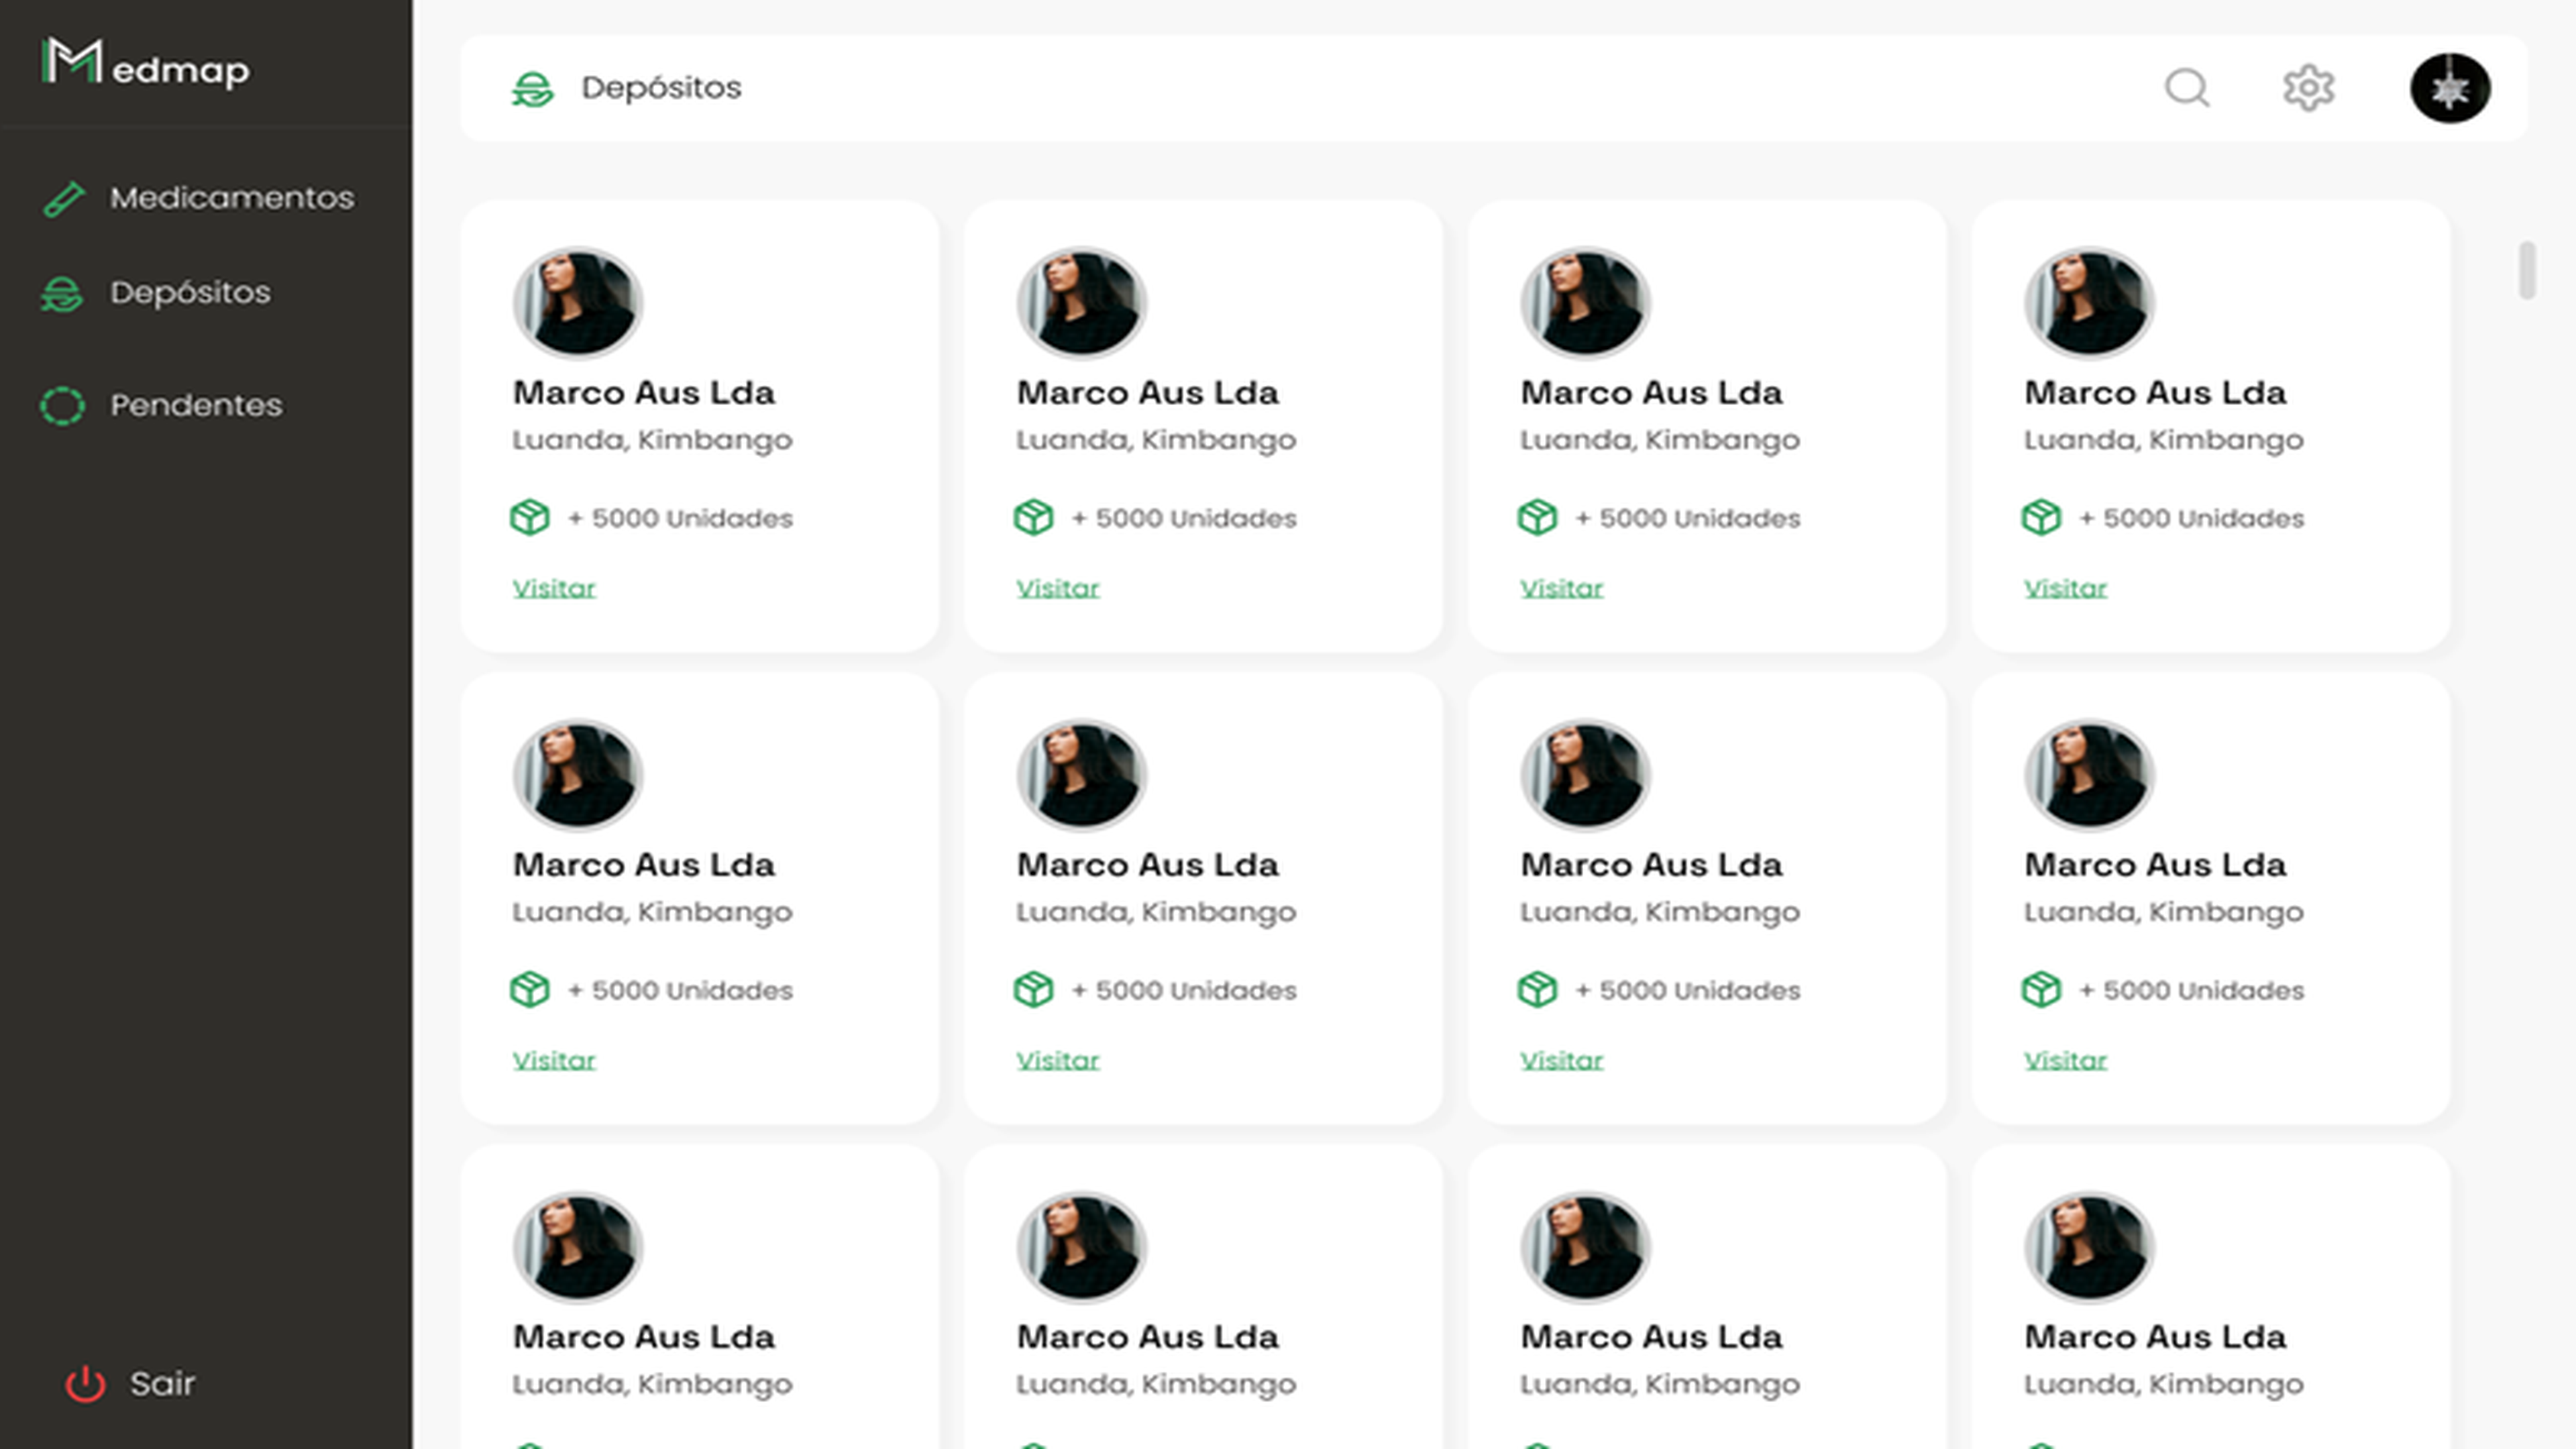 Medmap
Medicamentos
Depósitos
Pendentes
Sair
Depósitos
Marco Aus Lda
Luanda, Kimbango
+ 5000 Unidades
Visitar
Marco Aus Lda
Luanda, Kimbango
+ 5000 Unidades
Visitar
Marco Aus Lda
Luanda, Kimbango
+ 5000 Unidades
Visitar
Marco Aus Lda
Luanda, Kimbango
+ 5000 Unidades
Visitar
Marco Aus Lda
Luanda, Kimbango
+ 5000 Unidades
Visitar
Marco Aus Lda
Luanda, Kimbango
+ 5000 Unidades
Visitar
Marco Aus Lda
Luanda, Kimbango
+ 5000 Unidades
Visitar
Marco Aus Lda
Luanda, Kimbango
+ 5000 Unidades
Visitar
Marco Aus Lda
Luanda, Kimbango
Marco Aus Lda
Luanda, Kimbango
Marco Aus Lda
Luanda, Kimbango
Marco Aus Lda
Luanda, Kimbango